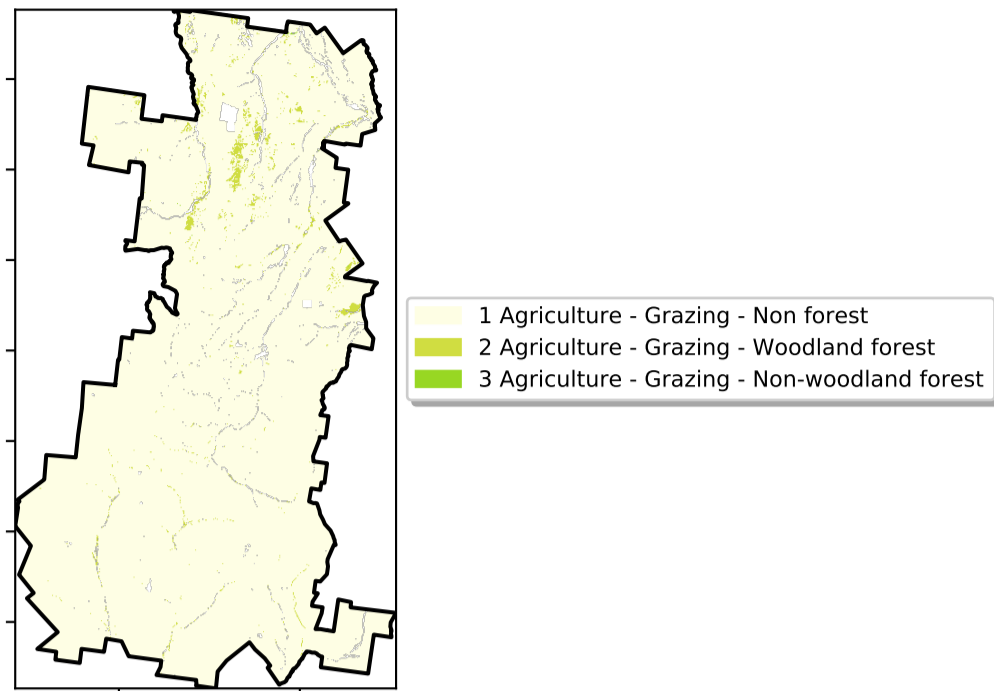 1 Agriculture - Grazing - Non forest
2 Agriculture - Grazing - Woodland forest
3 Agriculture - Grazing - Non-woodland forest